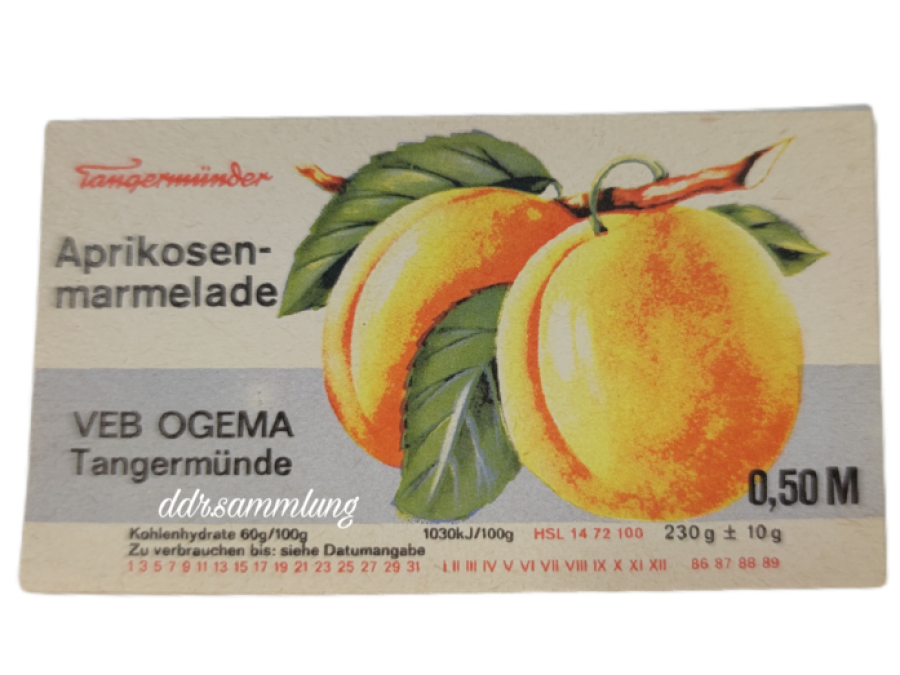 Tangermünder
Aprikosen-
marmelade
VEB OGEMA
Tangermünde
ddrsammlung
0,50 M
Kohlenhydrate 60g/100g 1030kJ/100g HSL 14 72 100 230 g ± 10 g
Zu verbrauchen bis: siehe Datumangabe
1 3 5 7 9 11 13 15 17 19 21 23 25 27 29 31 I II III IV V VI VII VIII IX X XI XII 86 87 88 89